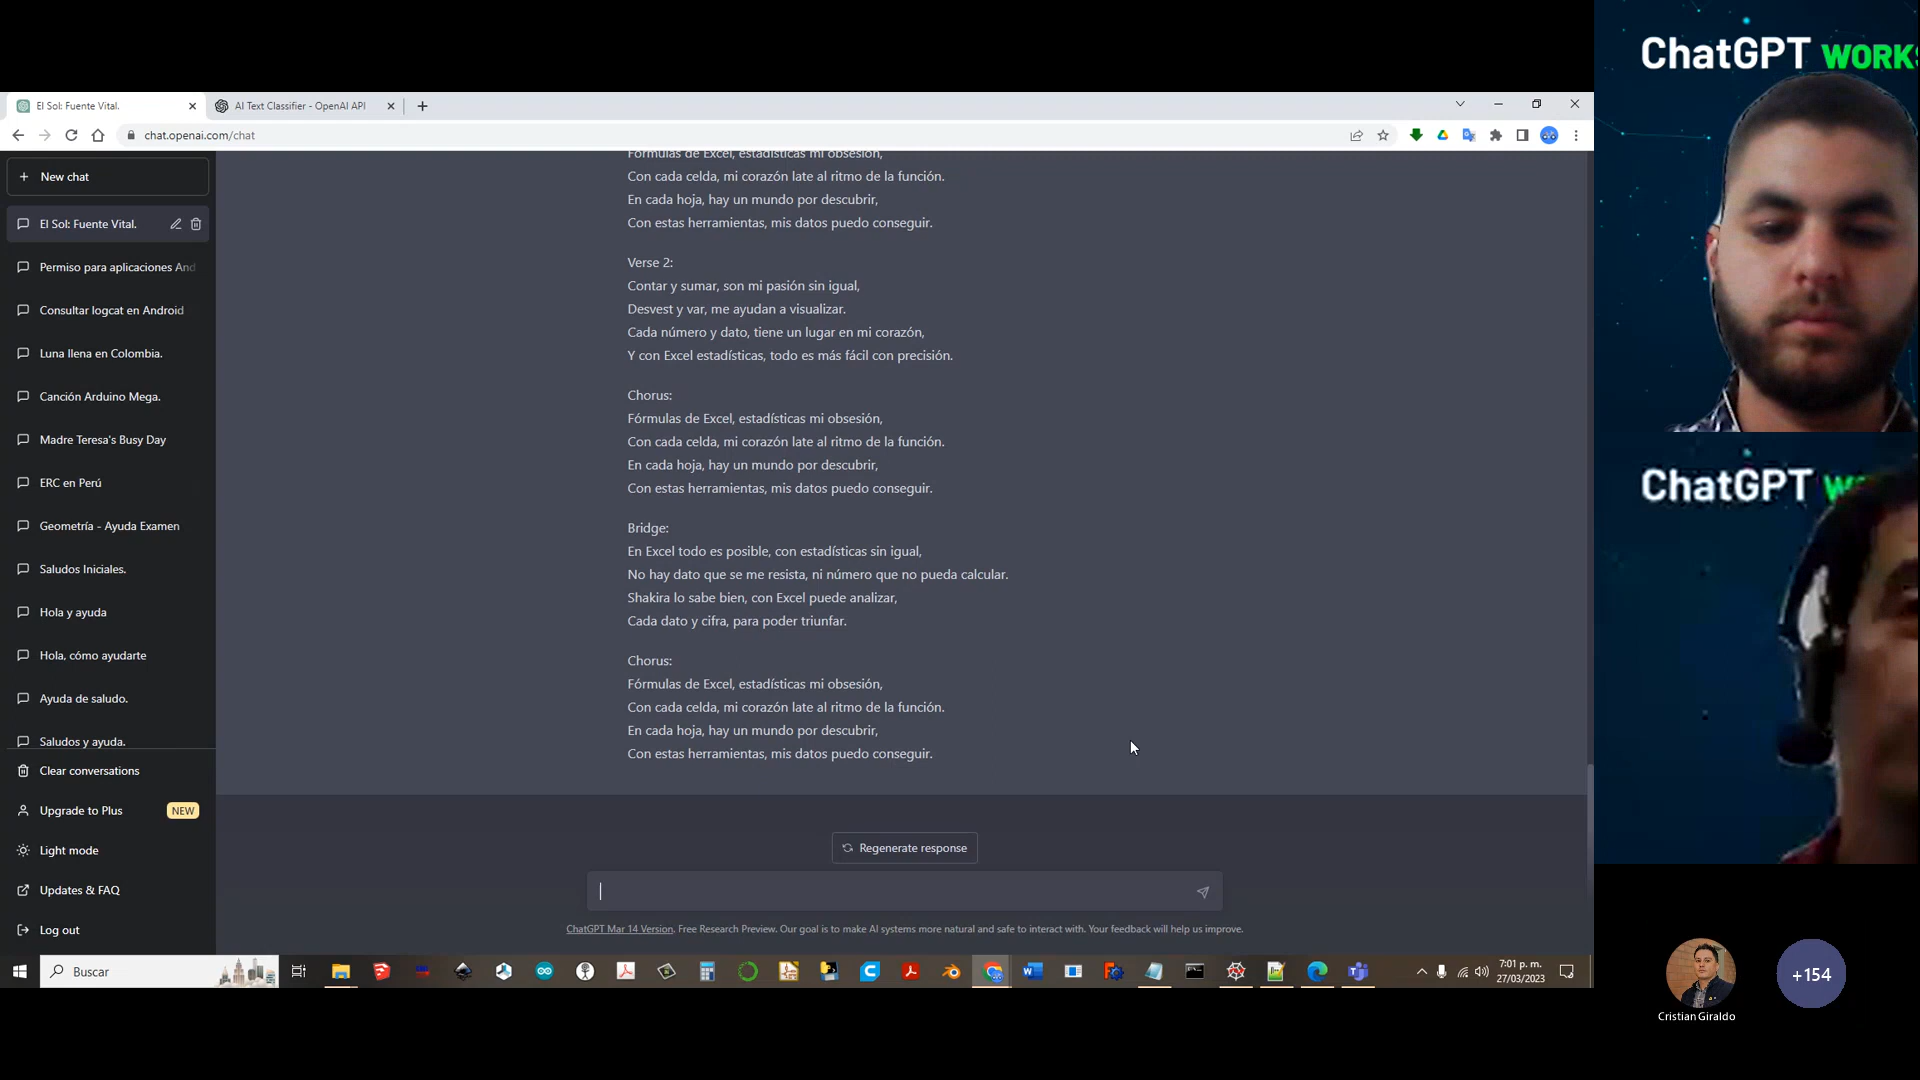 ChatGPT WORKS
El Sol: Fuente Vital.
AI Text Classifier - OpenAI API
chat.openai.com/chat
New chat
El Sol: Fuente Vital.
Permiso para aplicaciones And
Consultar logcat en Android
Luna llena en Colombia.
Canción Arduino Mega.
Madre Teresa's Busy Day
ERC en Perú
Geometría - Ayuda Examen
Saludos Iniciales.
Hola y ayuda
Hola, cómo ayudarte
Ayuda de saludo.
Saludos y ayuda.
Clear conversations
Upgrade to Plus NEW
Light mode
Updates & FAQ
Log out
Fórmulas de Excel, estadísticas mi obsesión,
Con cada celda, mi corazón late al ritmo de la función.
En cada hoja, hay un mundo por descubrir,
Con estas herramientas, mis datos puedo conseguir.
Verse 2:
Contar y sumar, son mi pasión sin igual,
Desvest y var, me ayudan a visualizar.
Cada número y dato, tiene un lugar en mi corazón,
Y con Excel estadísticas, todo es más fácil con precisión.
Chorus:
Fórmulas de Excel, estadísticas mi obsesión,
Con cada celda, mi corazón late al ritmo de la función.
En cada hoja, hay un mundo por descubrir,
Con estas herramientas, mis datos puedo conseguir.
Bridge:
En Excel todo es posible, con estadísticas sin igual,
No hay dato que se me resista, ni número que no pueda calcular.
Shakira lo sabe bien, con Excel puede analizar,
Cada dato y cifra, para poder triunfar.
Chorus:
Fórmulas de Excel, estadísticas mi obsesión,
Con cada celda, mi corazón late al ritmo de la función.
En cada hoja, hay un mundo por descubrir,
Con estas herramientas, mis datos puedo conseguir.
Regenerate response
ChatGPT Mar 14 Version. Free Research Preview. Our goal is to make AI systems more natural and safe to interact with. Your feedback will help us improve.
Buscar
7:01 p. m.
27/03/2023
ChatGPT
+154
Cristian Giraldo